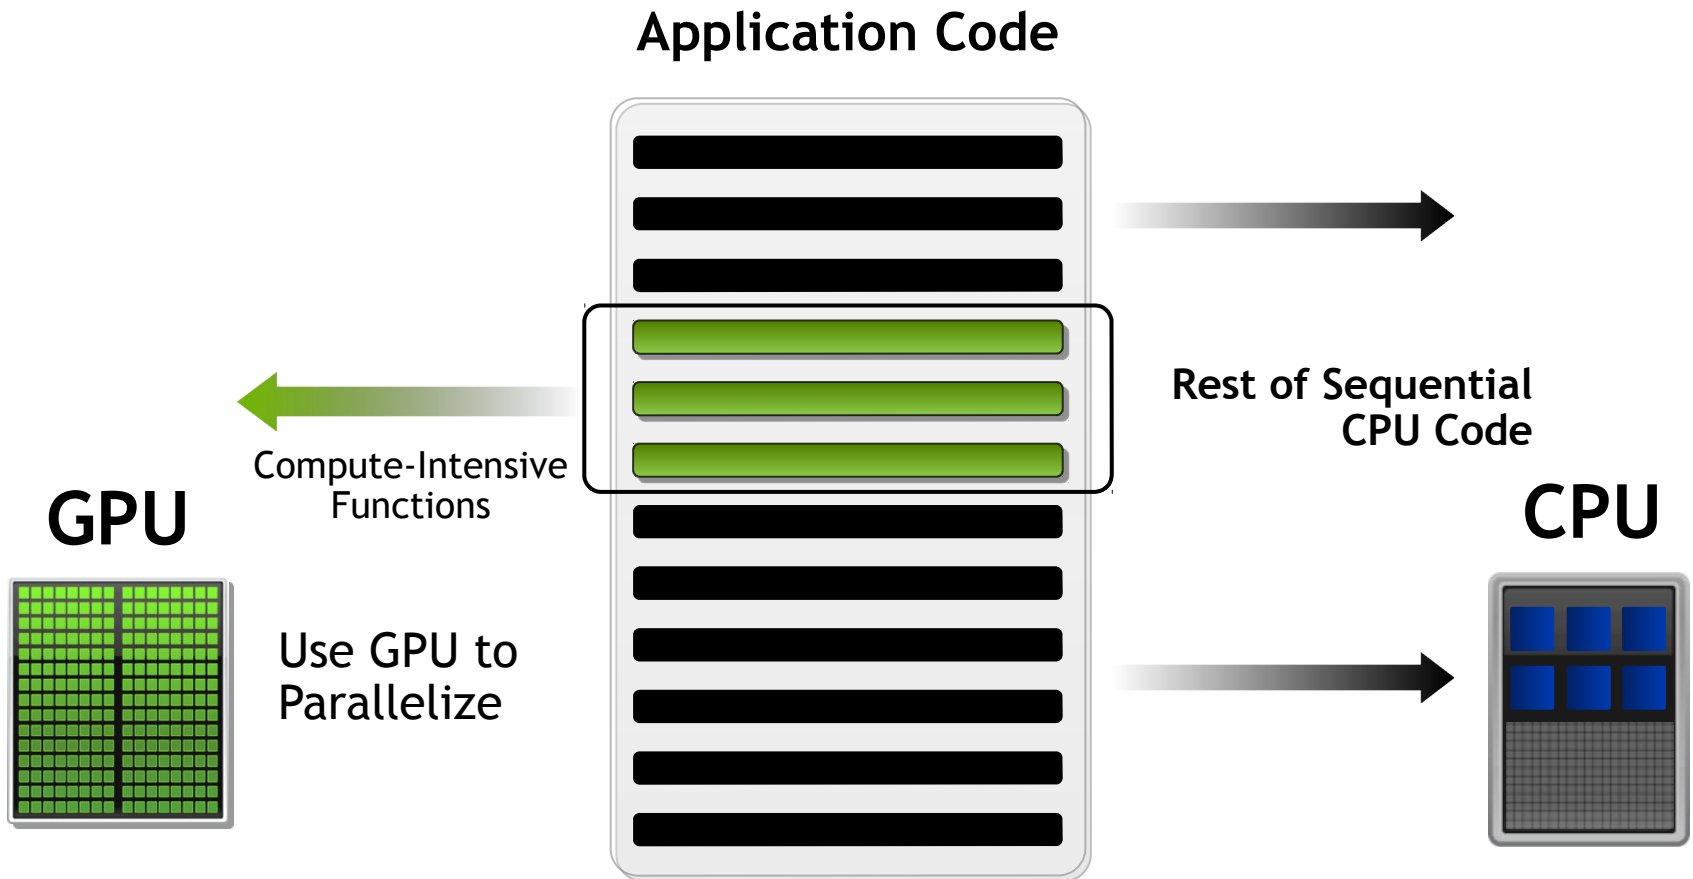 Application Code
Compute-Intensive
Functions
GPU
Use GPU to
Parallelize
Rest of Sequential
CPU Code
CPU